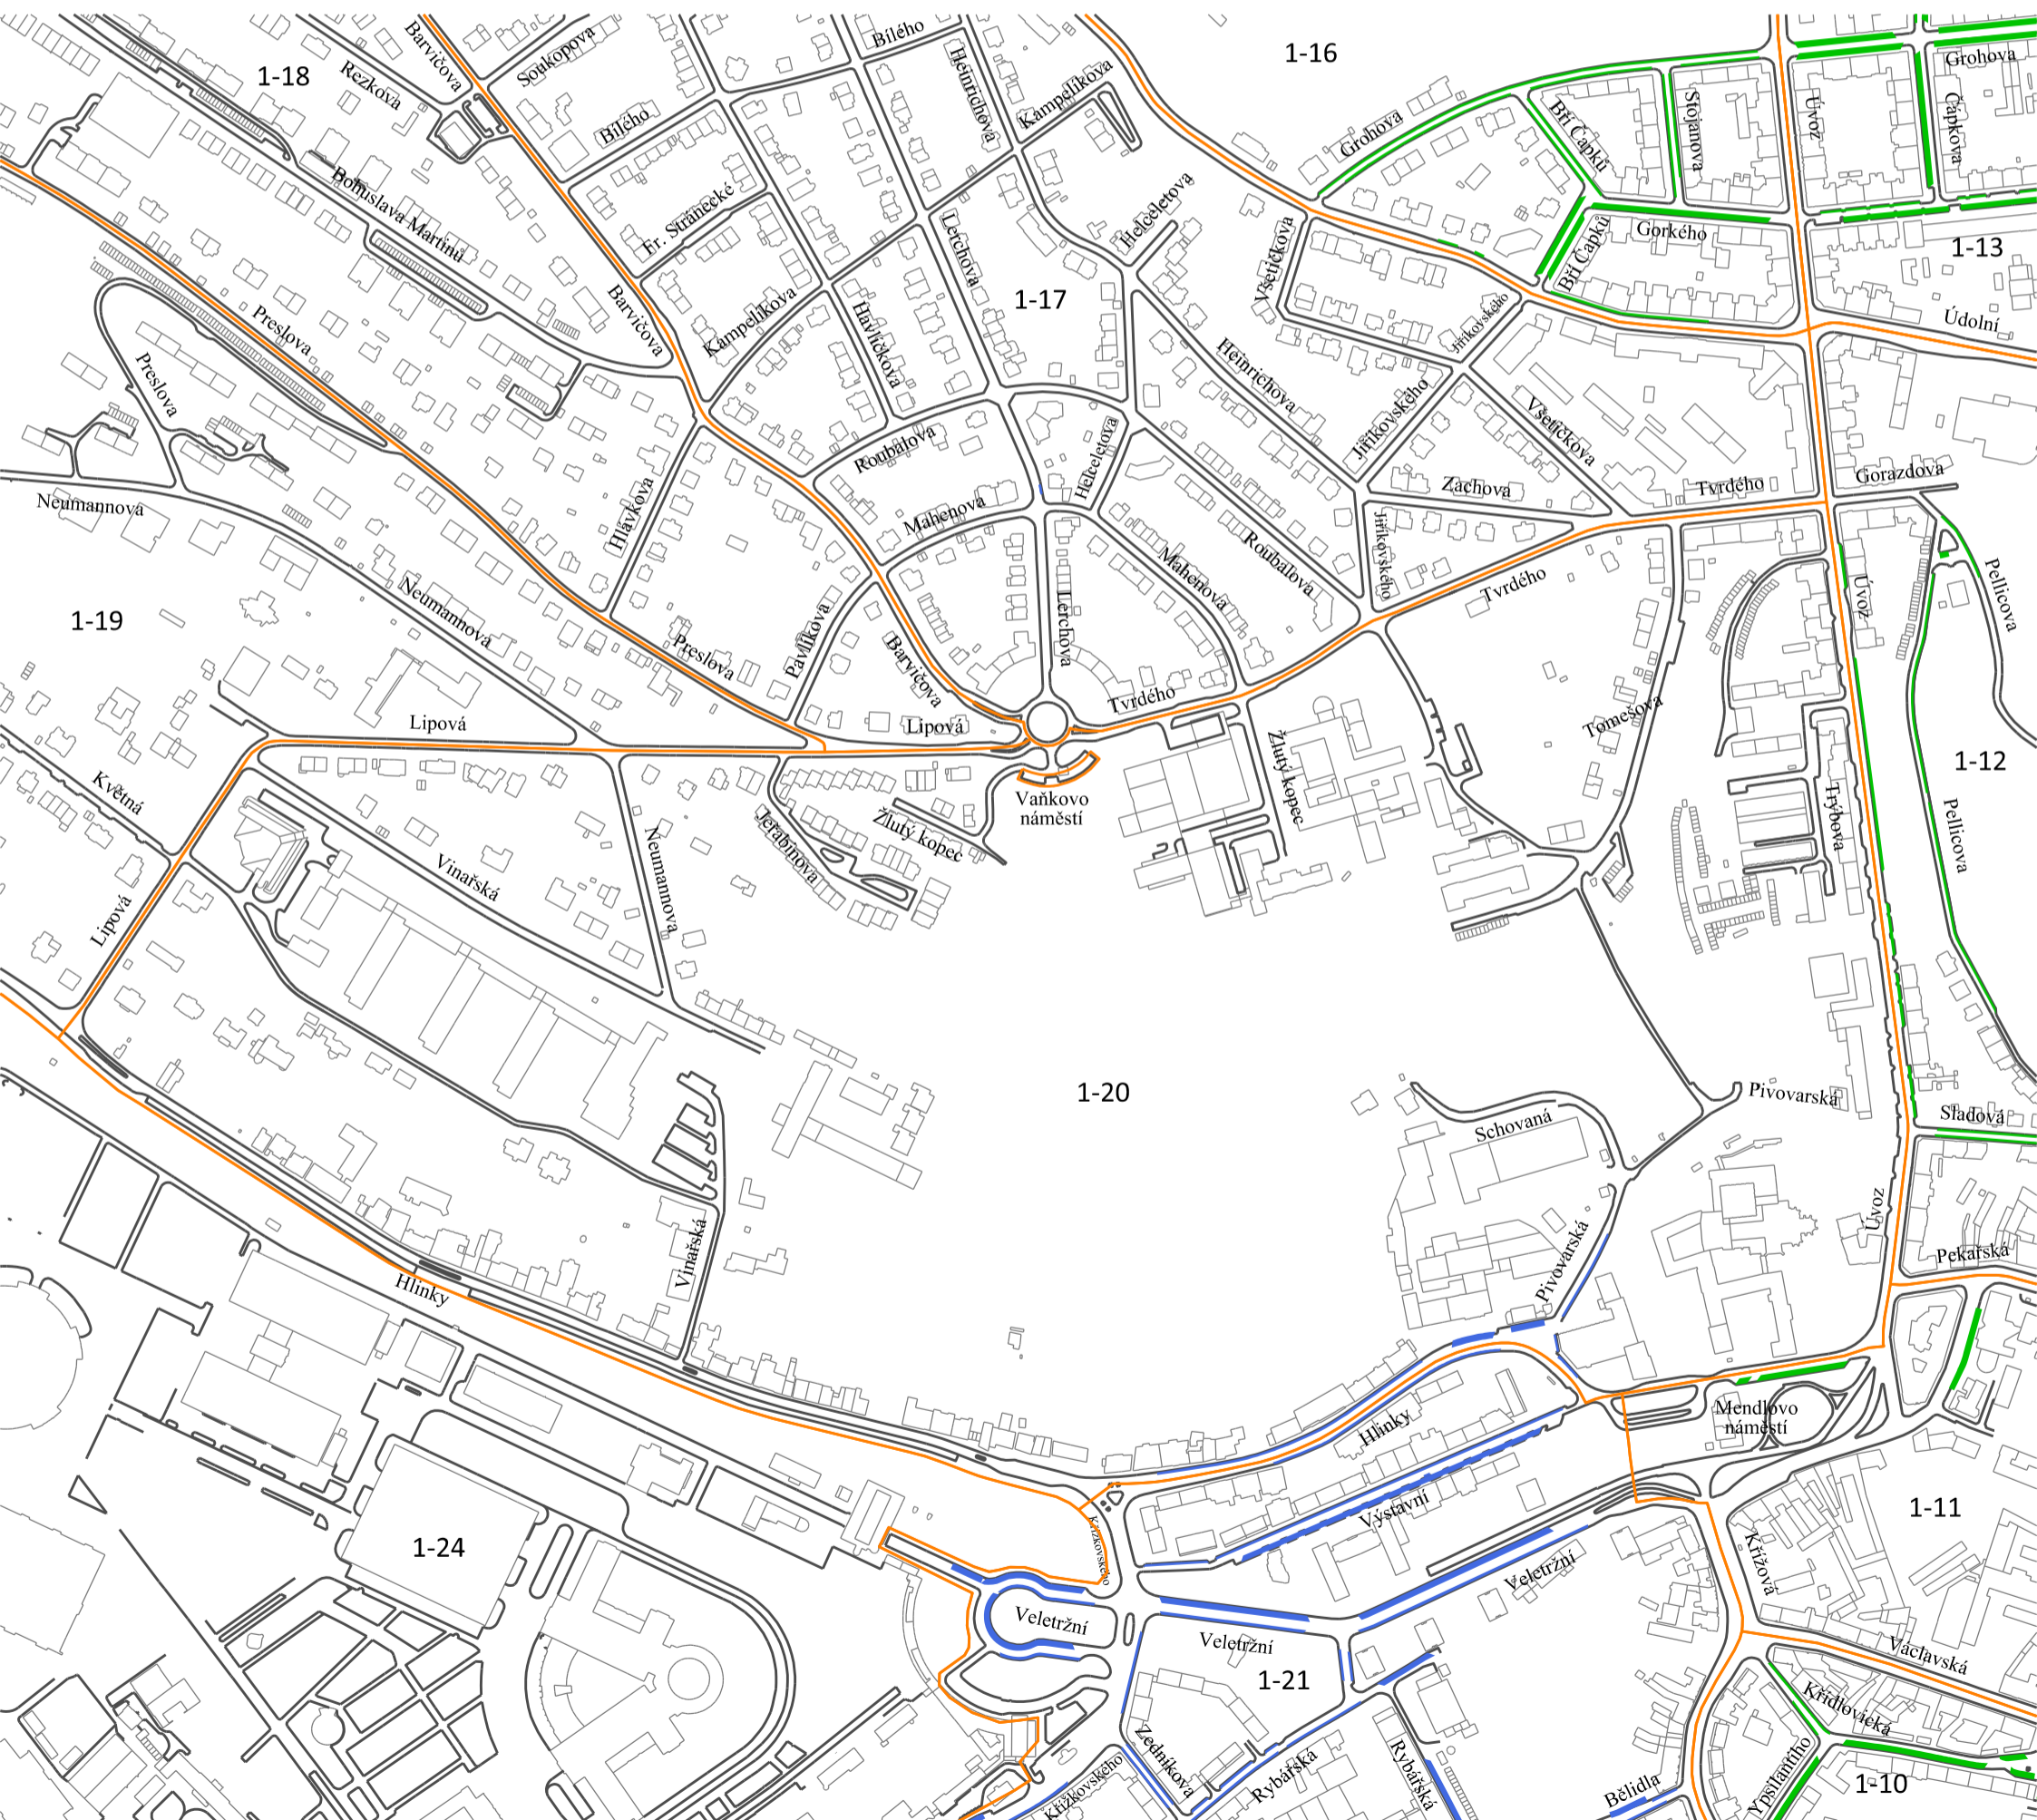 Barvičova
Soukopova
Bílého
Heinrichova
1-16
Grohova
1-18
Rezkova
Kampelíkova
Bílého
Grohova
Bří Čapků
Stojanova
Úvoz
Čápkova
Bohuslava Martinů
Fr. Stránecké
Lerchova
Helceletova
Všetičkova
Bří Čapků
Gorkého
1-13
Preslova
Barvičova
Kampelíkova
Havlíčkova
1-17
Jiříkovského
Údolní
Preslova
Heinrichova
Jiříkovského
Všetičkova
Roubalova
Helceletova
Neumannova
Hlávkova
Mahenova
Zachova
Tvrdého
Gorazdova
Jiříkovského
Roubalova
Mahenova
Tvrdého
Úvoz
Pellicova
1-19
Neumannova
Preslova
Pavlíkova
Barvičova
Lerchova
Lipová
Lipová
Tvrdého
Tomešova
Žlutý kopec
1-12
Květná
Vaňkovo
náměstí
Trýbova
Pellicova
Jeřabinova
Žlutý kopec
Vinařská
Neumannova
Lipová
1-20
Pivovarská
Schovaná
Sladová
Úvoz
Vinařská
Pivovarská
Pekařská
Hlinky
Hlinky
Mendlovo
náměstí
Výstavní
1-11
1-24
Křížkovského
Veletržní
Křížová
Veletržní
Veletržní
1-21
Václavská
Křídlovická
Zedníkova
Křížkovského
Rybářská
Rybářská
Bělidla
Ypsilantiho
1-10